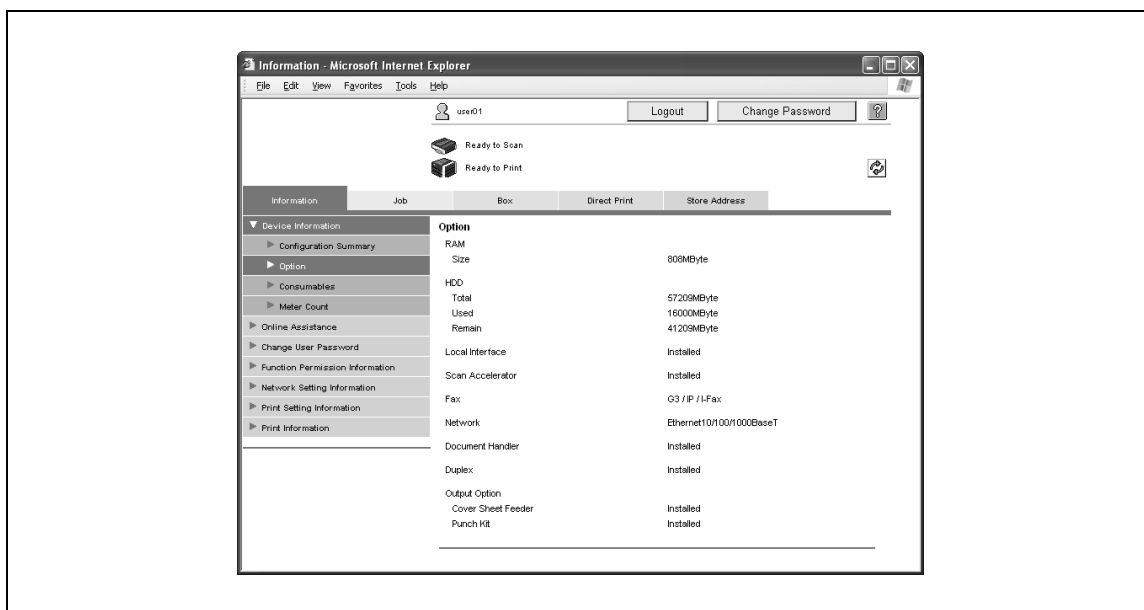 Information - Microsoft Internet Explorer
File Edit View Favorites Tools Help
user01 Logout Change Password ?
Ready to Scan
Ready to Print
Information Job Box Direct Print Store Address
Device Information
Configuration Summary
Option
Consumables
Meter Count
Online Assistance
Change User Password
Function Permission Information
Network Setting Information
Print Setting Information
Print Information
Option
RAM
Size 808MByte
HDD
Total 57209MByte
Used 16000MByte
Remain 41209MByte
Local Interface Installed
Scan Accelerator Installed
Fax G3 / IP / I-Fax
Network Ethernet10/100/1000BaseT
Document Handler Installed
Duplex Installed
Output Option
Cover Sheet Feeder Installed
Punch Kit Installed